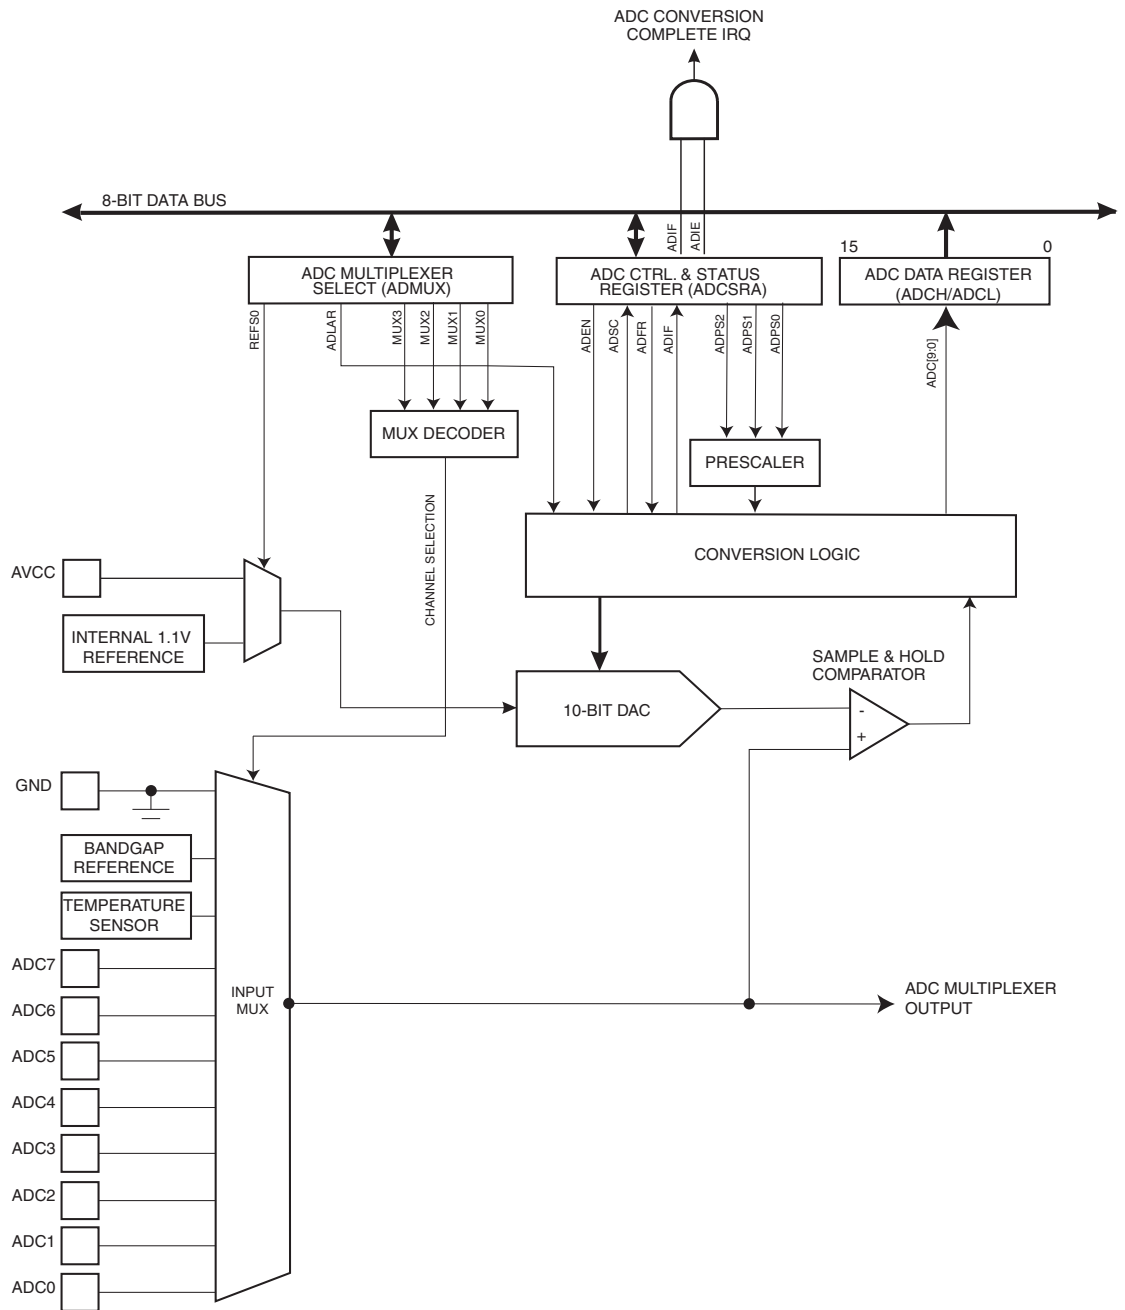 ADC CONVERSION
COMPLETE IRQ
8-BIT DATA BUS
ADIF
ADIE
15
0
ADC MULTIPLEXER
SELECT (ADMUX)
ADC CTRL. & STATUS
REGISTER (ADCSRA)
ADC DATA REGISTER
(ADCH/ADCL)
REFS0
ADLAR
MUX3
MUX2
MUX1
MUX0
ADEN
ADSC
ADFR
ADIF
ADPS2
ADPS1
ADPS0
ADC[9:0]
MUX DECODER
PRESCALER
CHANNEL SELECTION
CONVERSION LOGIC
AVCC
INTERNAL 1.1V
REFERENCE
SAMPLE & HOLD
COMPARATOR
10-BIT DAC
-
+
GND
BANDGAP
REFERENCE
TEMPERATURE
SENSOR
ADC7
ADC6
ADC5
ADC4
ADC3
ADC2
ADC1
ADC0
INPUT
MUX
ADC MULTIPLEXER
OUTPUT